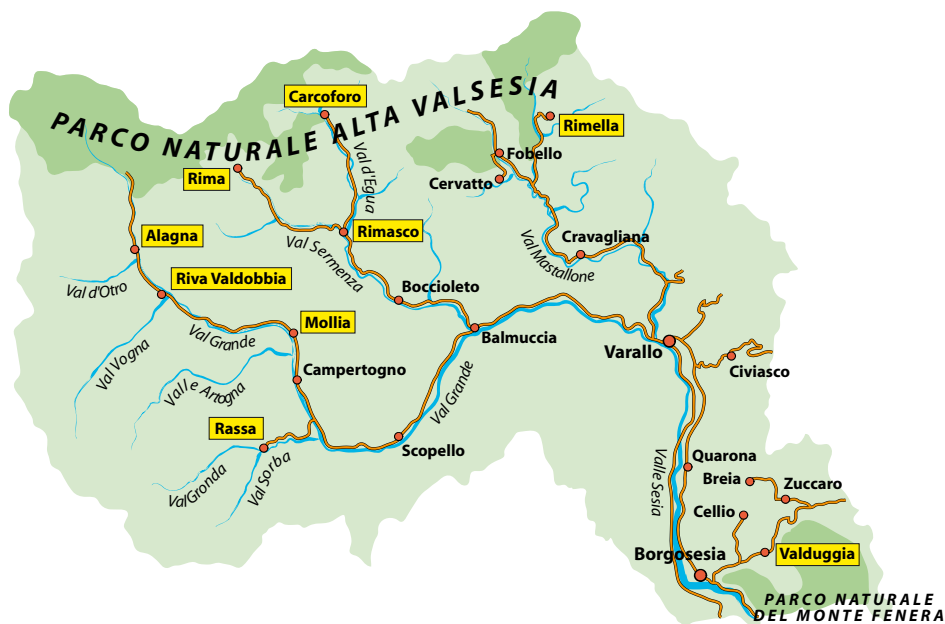 PARCO NATURALE ALTA VALSESIA
Carcoforo
Rimella
Fobello
Val d'Egua
Rima
Cervatto
Alagna
Rimasco
Cravagliana
Val Sermenza
Val Mastallone
Riva Valdobbia
Val d'Otro
Boccioleto
Mollia
Val Grande
Balmuccia
Varallo
Val Vogna
Campertogno
Civiasco
Valle Artogna
Val Grande
Rassa
Scopello
Quarona
Valle Sesia
Breia
Zuccaro
ValGronda
Val Sorba
Cellio
Borgosesia
Valduggia
PARCO NATURALE
DEL MONTE FENERA